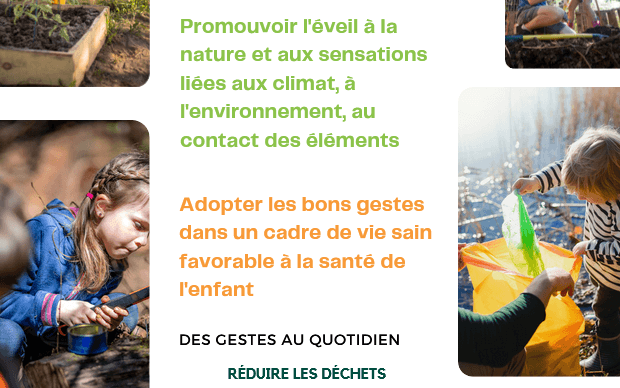 Promouvoir l'éveil à la
nature et aux sensations
liées aux climat, à
l'environnement, au
contact des éléments
Adopter les bons gestes
dans un cadre de vie sain
favorable à la santé de
l'enfant
DES GESTES AU QUOTIDIEN
RÉDUIRE LES DÉCHETS